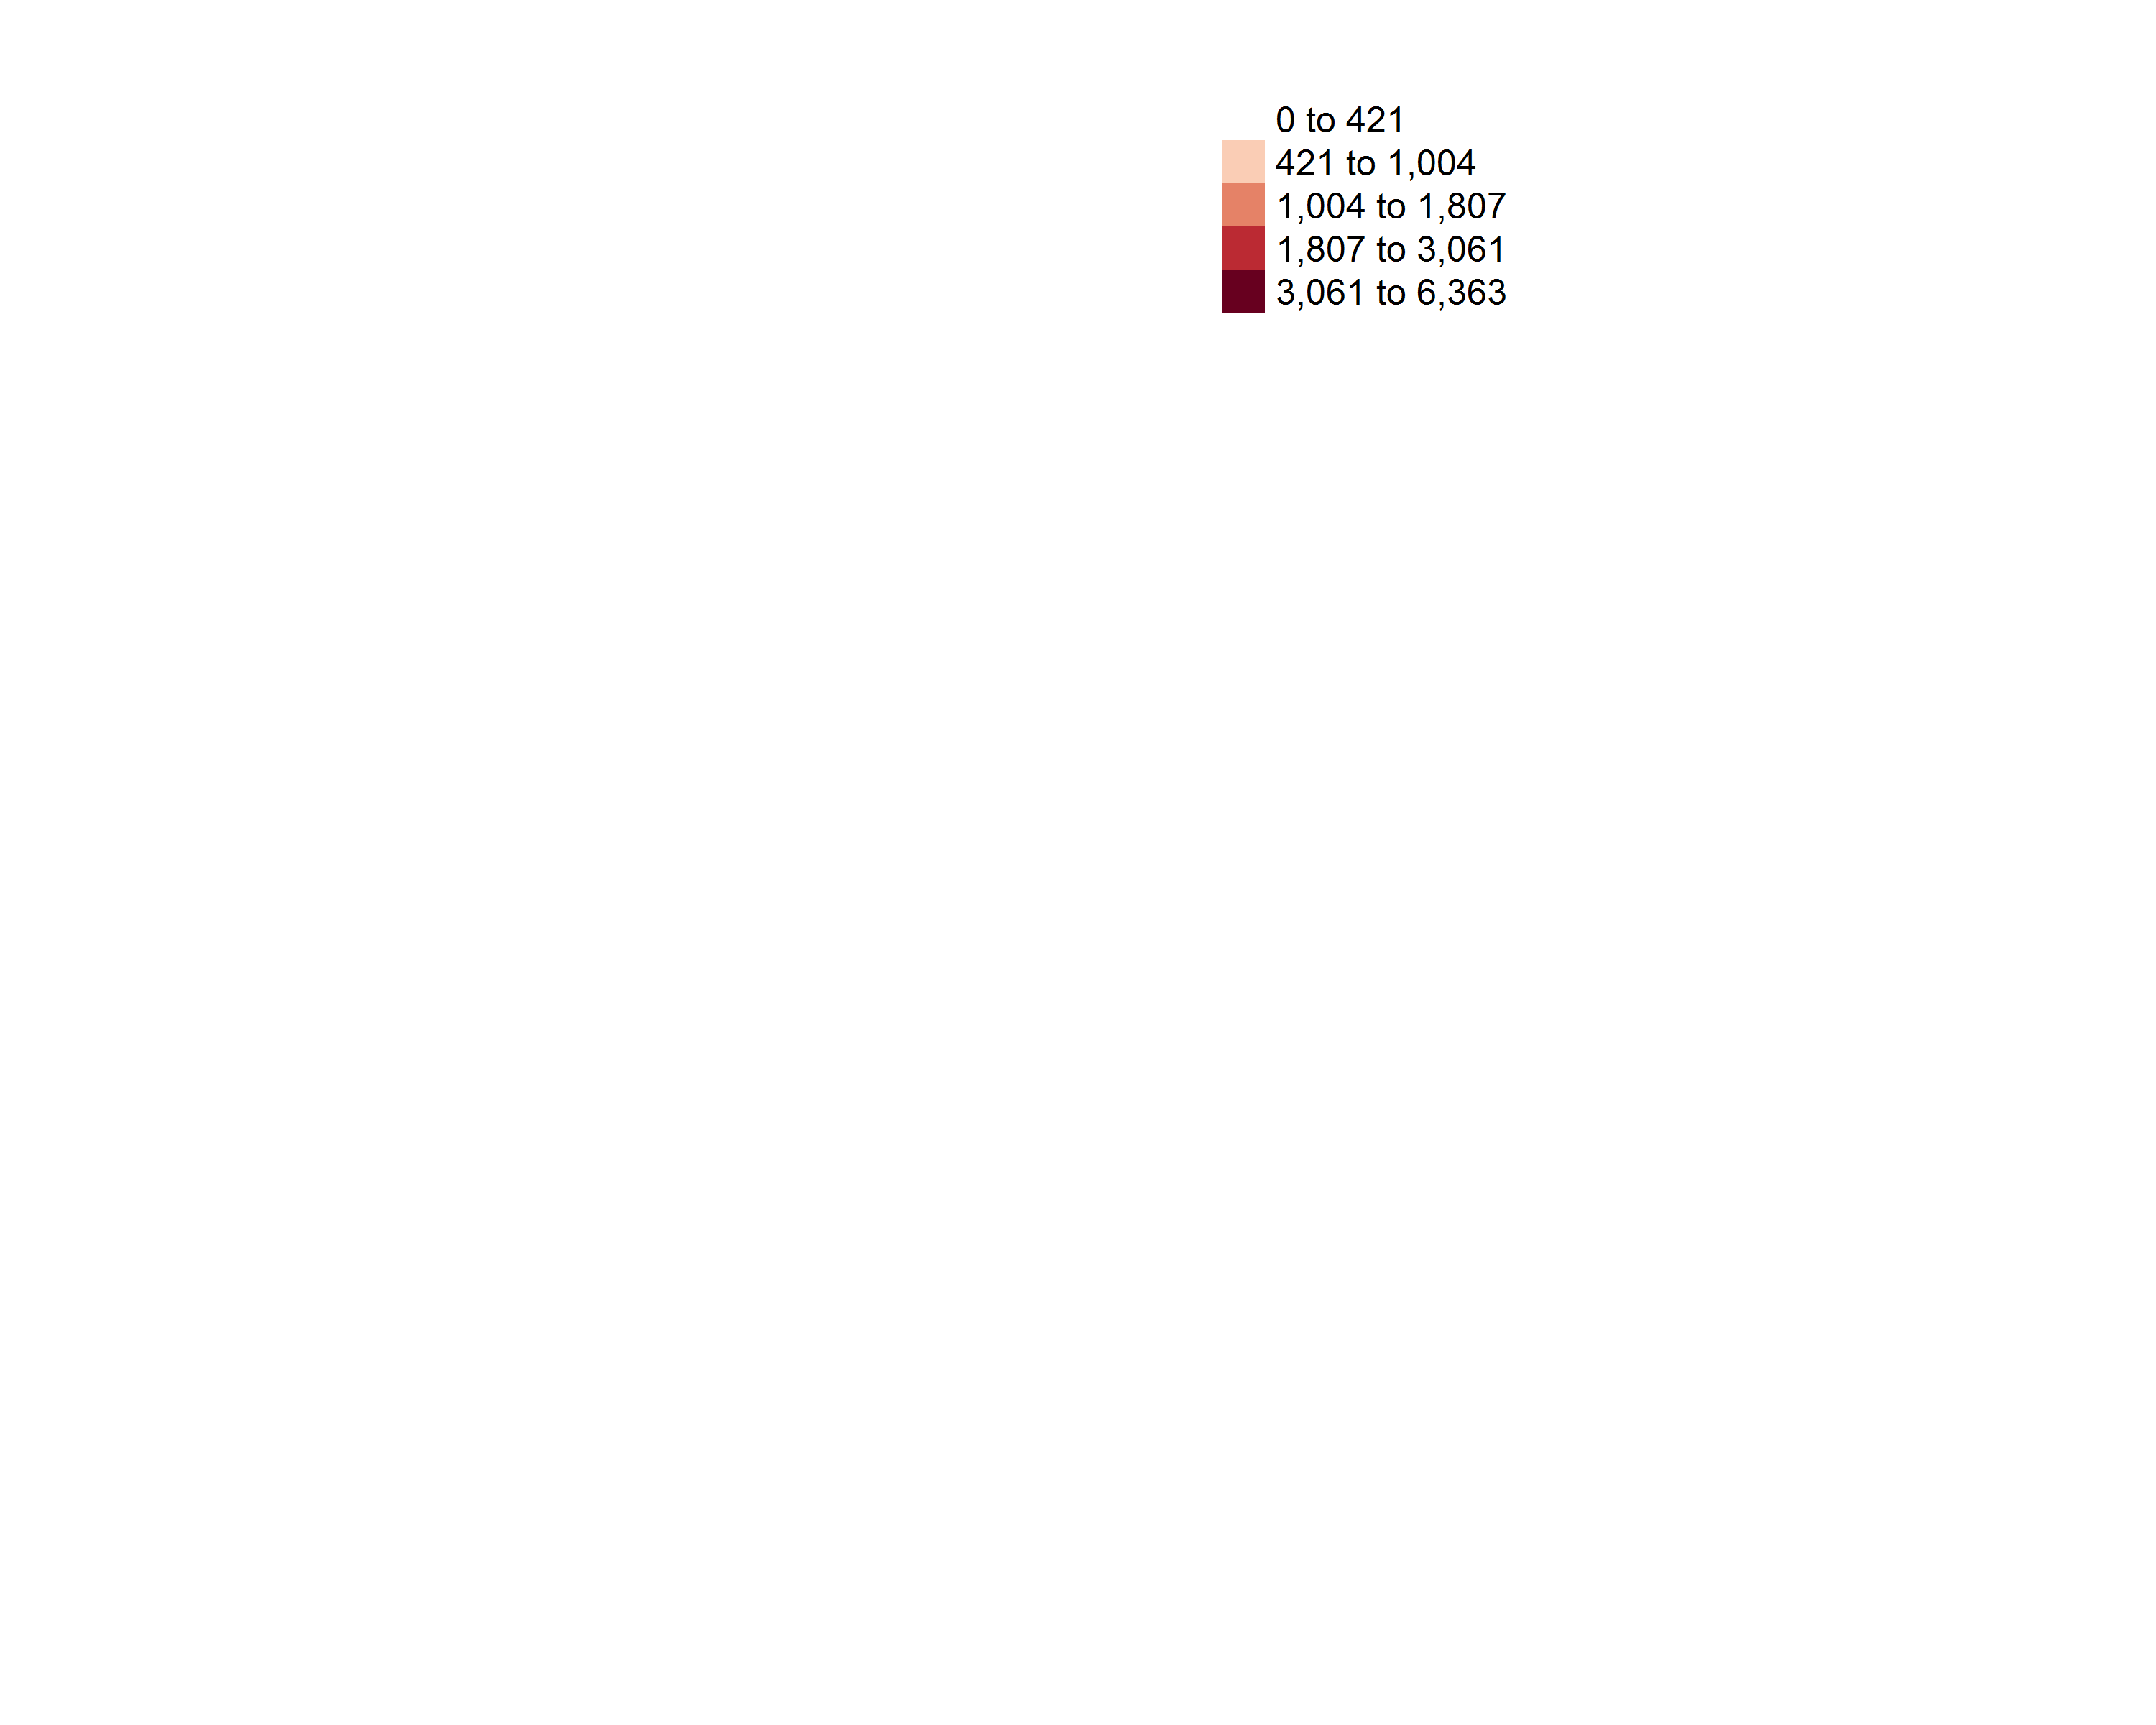 0 to 421
421 to 1,004
1,004 to 1,807
1,807 to 3,061
3,061 to 6,363